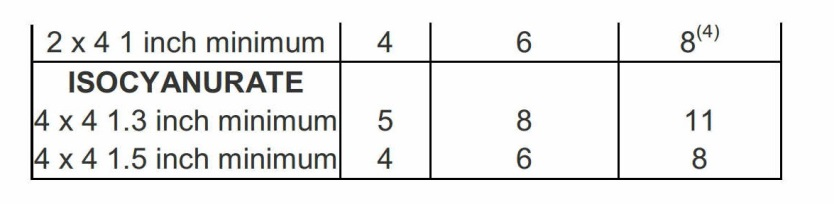 2 x 4 1 inch minimum 4 6 8(4)
ISOCYANURATE
4 x 4 1.3 inch minimum 5 8 11
4 x 4 1.5 inch minimum 4 6 8